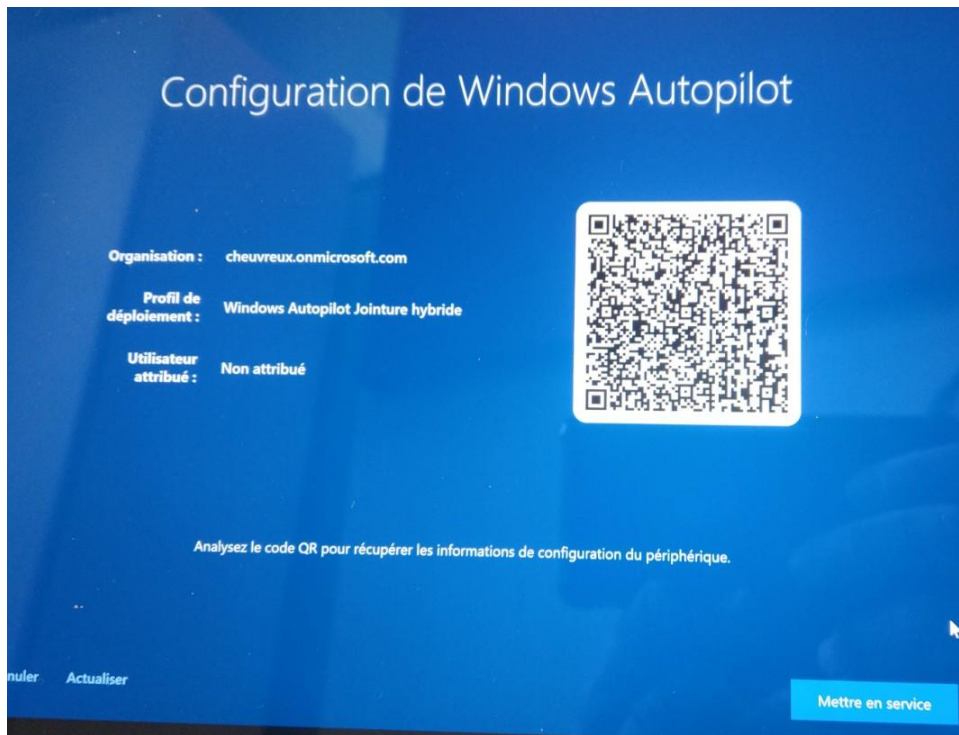 Configuration de Windows Autopilot
Organisation : cheuvreux.onmicrosoft.com
Profil de
déploiement : Windows Autopilot Jointure hybride
Utilisateur
attribué : Non attribué
Analysez le code QR pour récupérer les informations de configuration du périphérique.
nuler Actualiser
Mettre en service